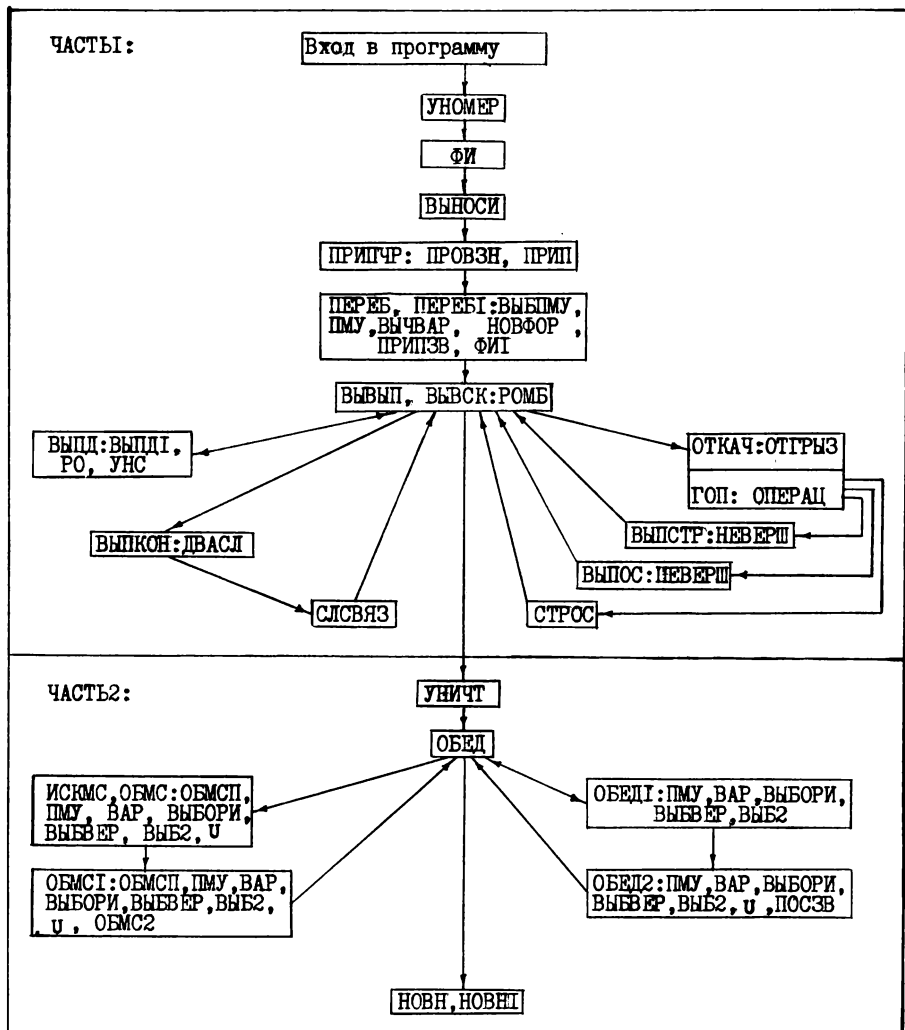 ЧАСТЬ1:
Вход в программу
УНОМЕР
ФИ
ВЫНОСИ
ПРИПЧР: ПРОВЗН, ПРИП
ПЕРЕБ, ПЕРЕБ1:ВЫБПМУ,
ПМУ,ВЫЧВАР, НОВФОР ,
ПРИПЗВ, ФИ1
ВЫВЫП, ВЫВСК:РОМБ
ВЫПД:ВЫПД1,
РО, УНС
ОТКАЧ:ОТГРЫЗ
ГОП: ОПЕРАЦ
ВЫПКОН:ДВАСЛ
ВЫПСТР:НЕВЕРШ
ВЫПОС:НЕВЕРШ
СЛСВЯЗ
СТРОС
ЧАСТЬ2:
УНИЧТ
ОБЕД
ИСКМС,ОБМС:ОБМСП,
ПМУ, ВАР, ВЫБОРИ,
ВЫБВЕР, ВЫБ2, U
ОБЕД1:ПМУ,ВАР,ВЫБОРИ,
ВЫБВЕР,ВЫБ2
ОБМС1:ОБМСП,ПМУ,ВАР,
ВЫБОРИ,ВЫБВЕР,ВЫБ2,
U , ОБМС2
ОБЕД2:ПМУ,ВАР,ВЫБОРИ,
ВЫБВЕР,ВЫБ2,U ,ПОСЗВ
НОВН,НОВН1